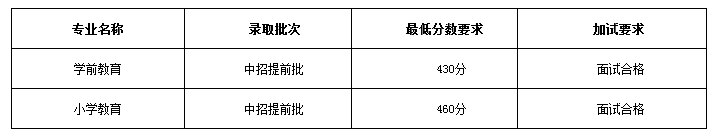 专业名称 录取批次 最低分数要求 加试要求
学前教育 中招提前批 430分 面试合格
小学教育 中招提前批 460分 面试合格